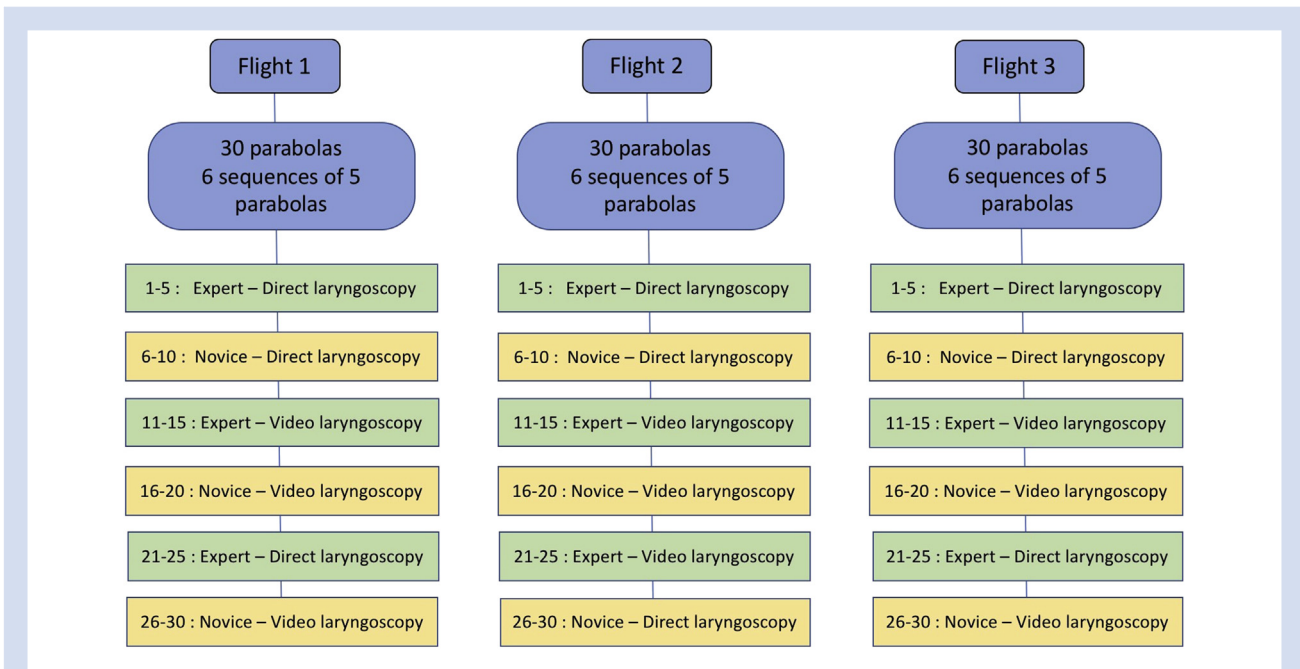 Flight 1
30 parabolas
6 sequences of 5
parabolas
1-5 : Expert – Direct laryngoscopy
6-10 : Novice – Direct laryngoscopy
11-15 : Expert – Video laryngoscopy
16-20 : Novice – Video laryngoscopy
21-25 : Expert – Direct laryngoscopy
26-30 : Novice – Video laryngoscopy
Flight 2
30 parabolas
6 sequences of 5
parabolas
1-5 : Expert – Direct laryngoscopy
6-10 : Novice – Direct laryngoscopy
11-15 : Expert – Video laryngoscopy
16-20 : Novice – Video laryngoscopy
21-25 : Expert – Video laryngoscopy
26-30 : Novice – Direct laryngoscopy
Flight 3
30 parabolas
6 sequences of 5
parabolas
1-5 : Expert – Direct laryngoscopy
6-10 : Novice – Direct laryngoscopy
11-15 : Expert – Video laryngoscopy
16-20 : Novice – Video laryngoscopy
21-25 : Expert – Direct laryngoscopy
26-30 : Novice – Video laryngoscopy